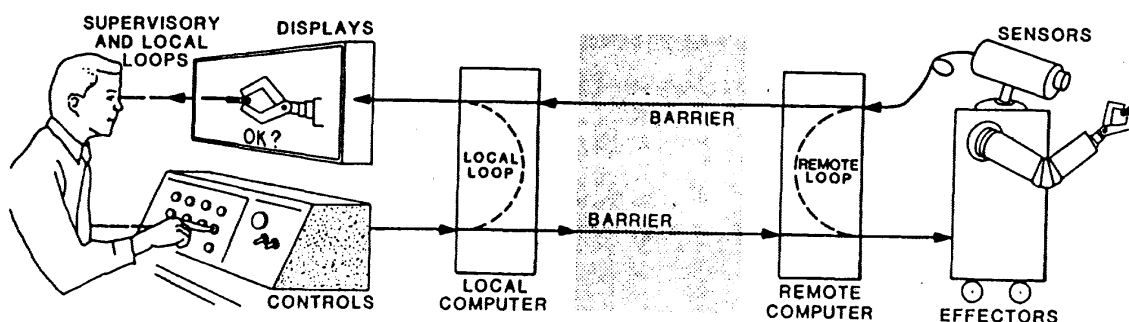 SUPERVISORY
AND LOCAL
LOOPS
DISPLAYS
OK?
CONTROLS
LOCAL
LOOP
LOCAL
COMPUTER
BARRIER
BARRIER
REMOTE
LOOP
REMOTE
COMPUTER
SENSORS
EFFECTORS